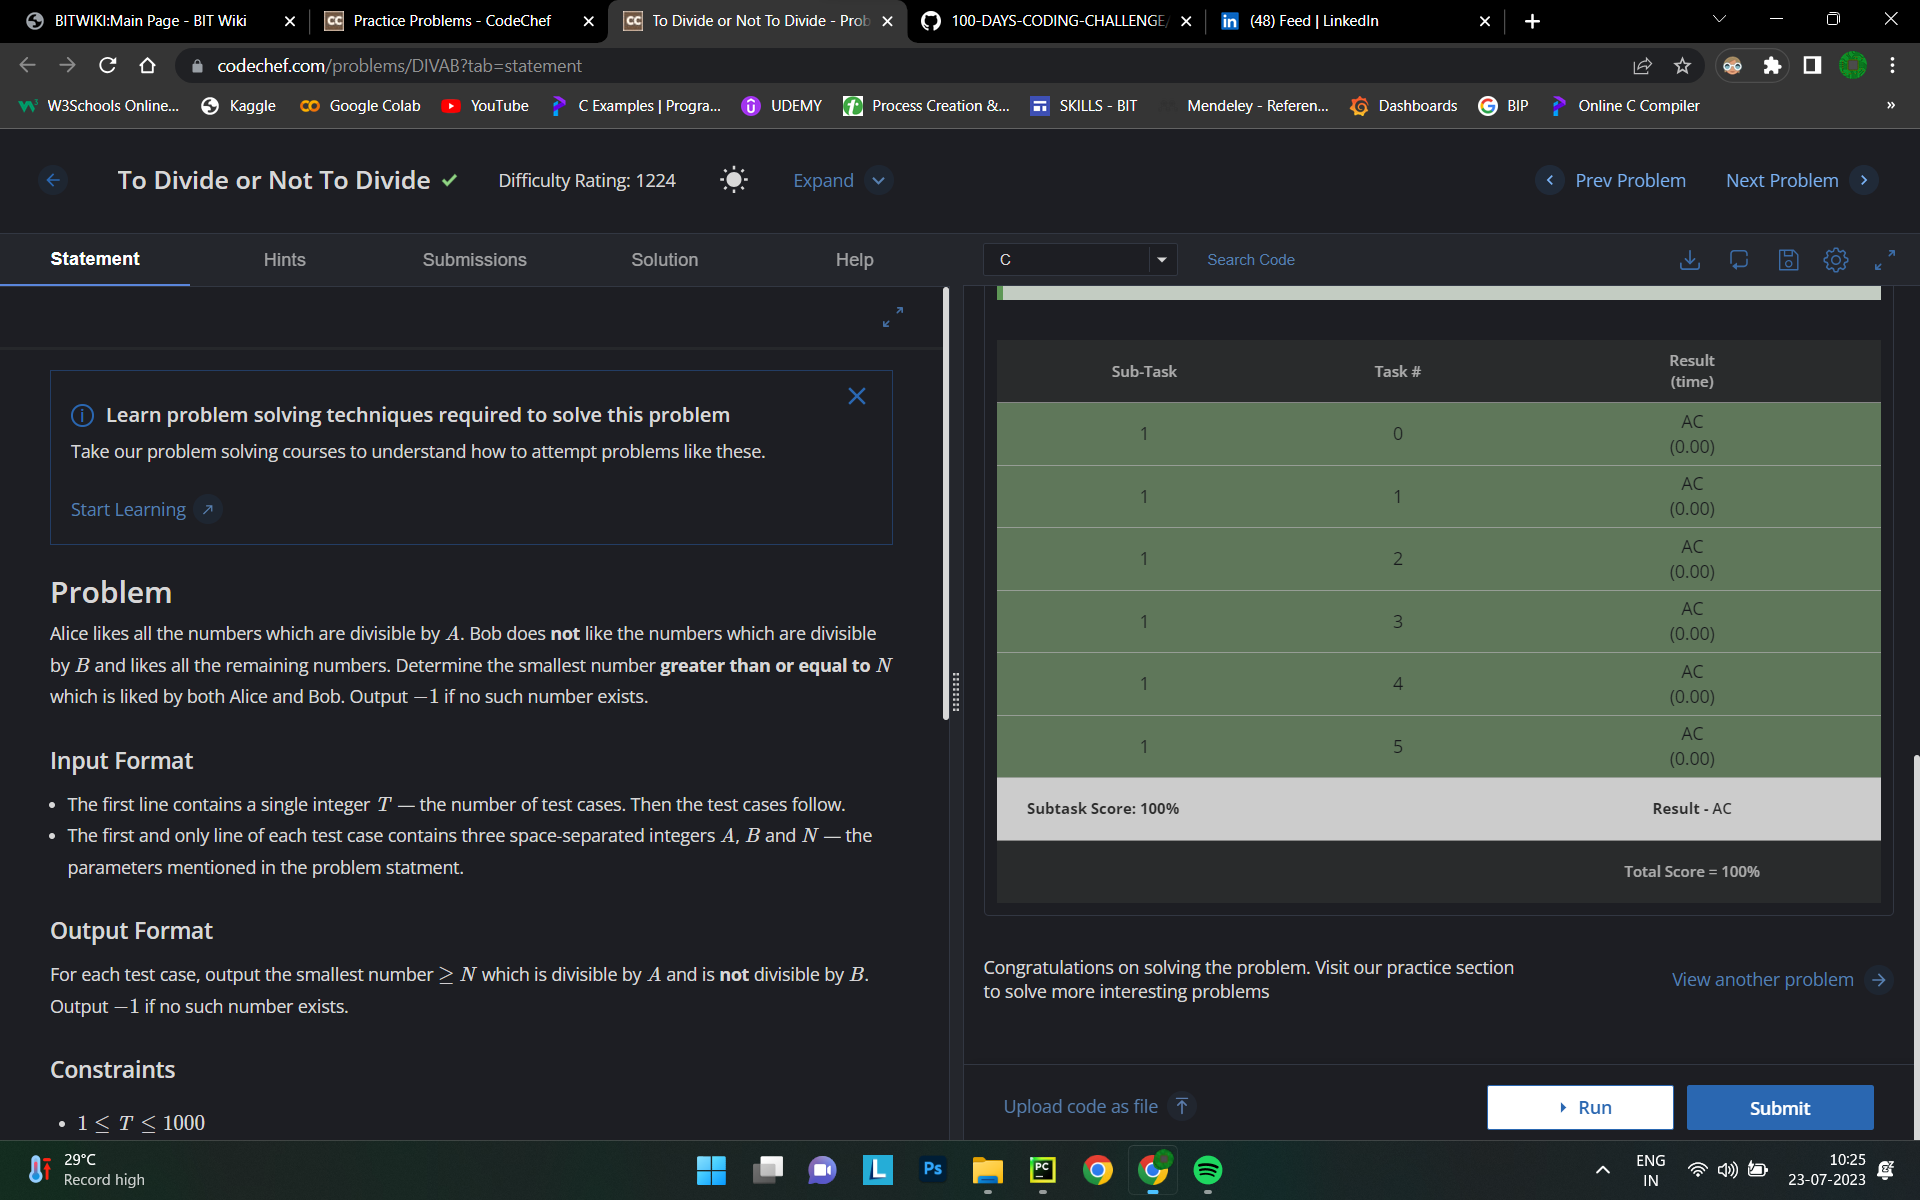 BITWIKI:Main Page - BIT Wiki
Practice Problems - CodeChef
To Divide or Not To Divide - Prob
100-DAYS-CODING-CHALLENGE/
(48) Feed | LinkedIn
codechef.com/problems/DIVAB?tab=statement
W3Schools Online...
Kaggle
Google Colab
YouTube
C Examples | Progra...
UDEMY
Process Creation &...
SKILLS - BIT
Mendeley - Referen...
Dashboards
BIP
Online C Compiler
»
To Divide or Not To Divide
Difficulty Rating: 1224
Expand
Prev Problem
Next Problem
Statement
Hints
Submissions
Solution
Help
C
Search Code
Learn problem solving techniques required to solve this problem
Take our problem solving courses to understand how to attempt problems like these.
Start Learning
Problem
Alice likes all the numbers which are divisible by A. Bob does not like the numbers which are divisible
by B and likes all the remaining numbers. Determine the smallest number greater than or equal to N
which is liked by both Alice and Bob. Output −1 if no such number exists.
Input Format
• The first line contains a single integer T — the number of test cases. Then the test cases follow.
• The first and only line of each test case contains three space-separated integers A, B and N — the
parameters mentioned in the problem statment.
Output Format
For each test case, output the smallest number ≥ N which is divisible by A and is not divisible by B.
Output −1 if no such number exists.
Constraints
• 1 ≤ T ≤ 1000
Sub-Task
Task #
Result
(time)
1
0
AC
(0.00)
1
1
AC
(0.00)
1
2
AC
(0.00)
1
3
AC
(0.00)
1
4
AC
(0.00)
1
5
AC
(0.00)
Subtask Score: 100%
Result - AC
Total Score = 100%
Congratulations on solving the problem. Visit our practice section
to solve more interesting problems
View another problem
Upload code as file
Run
Submit
29°C
Record high
L
Ps
PC
ENG
IN
10:25
23-07-2023